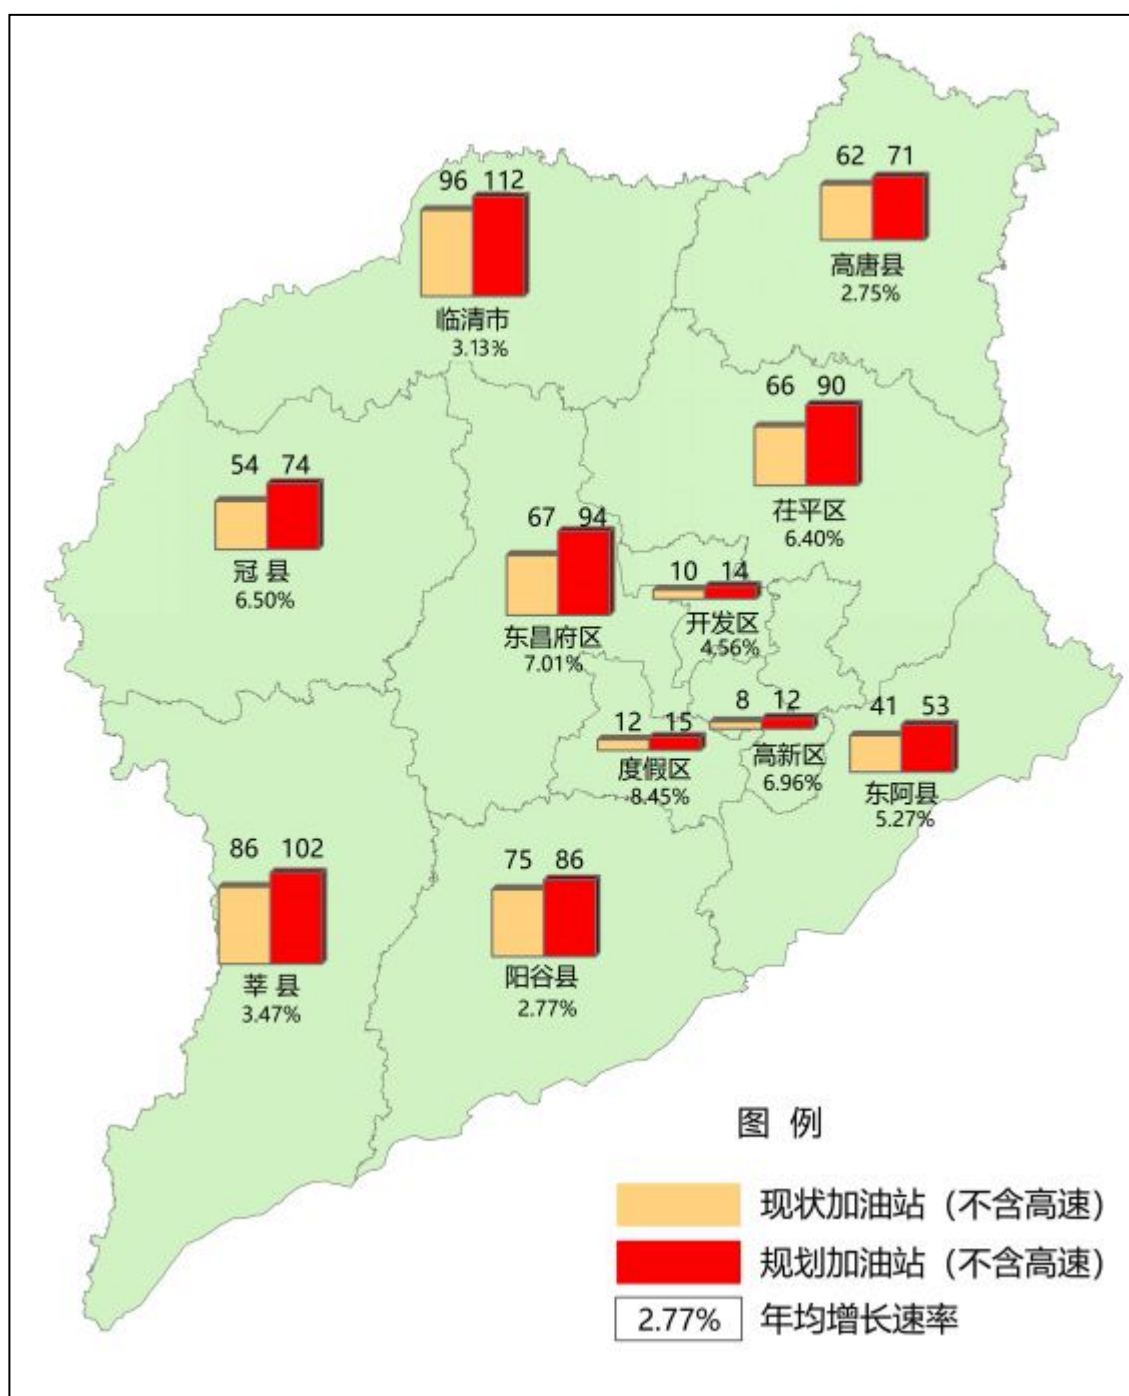 62 71
高唐县
2.75%
96 112
临清市
3.13%
66 90
茌平区
6.40%
54 74
冠 县
6.50%
67 94
东昌府区
7.01%
10 14
开发区
4.56%
8 12
高新区
6.96%
12 15
度假区
8.45%
41 53
东阿县
5.27%
86 102
莘 县
3.47%
75 86
阳谷县
2.77%
图 例
现状加油站（不含高速）
规划加油站（不含高速）
2.77% 年均增长速率